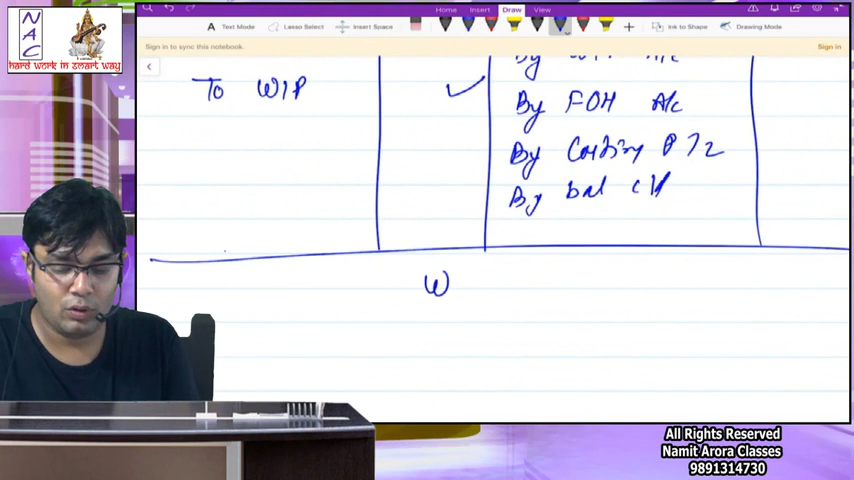 NAC
Hard work in smart way
Home Insert Draw View
Text Mode Lasso Select Insert Space Ink to Shape Drawing Mode
Sign in to sync this notebook. Sign in
By A/c
To WIP By FOH A/c
By Costing P
By bal c/f
W
All Rights Reserved
Namit Arora Classes
9891314730